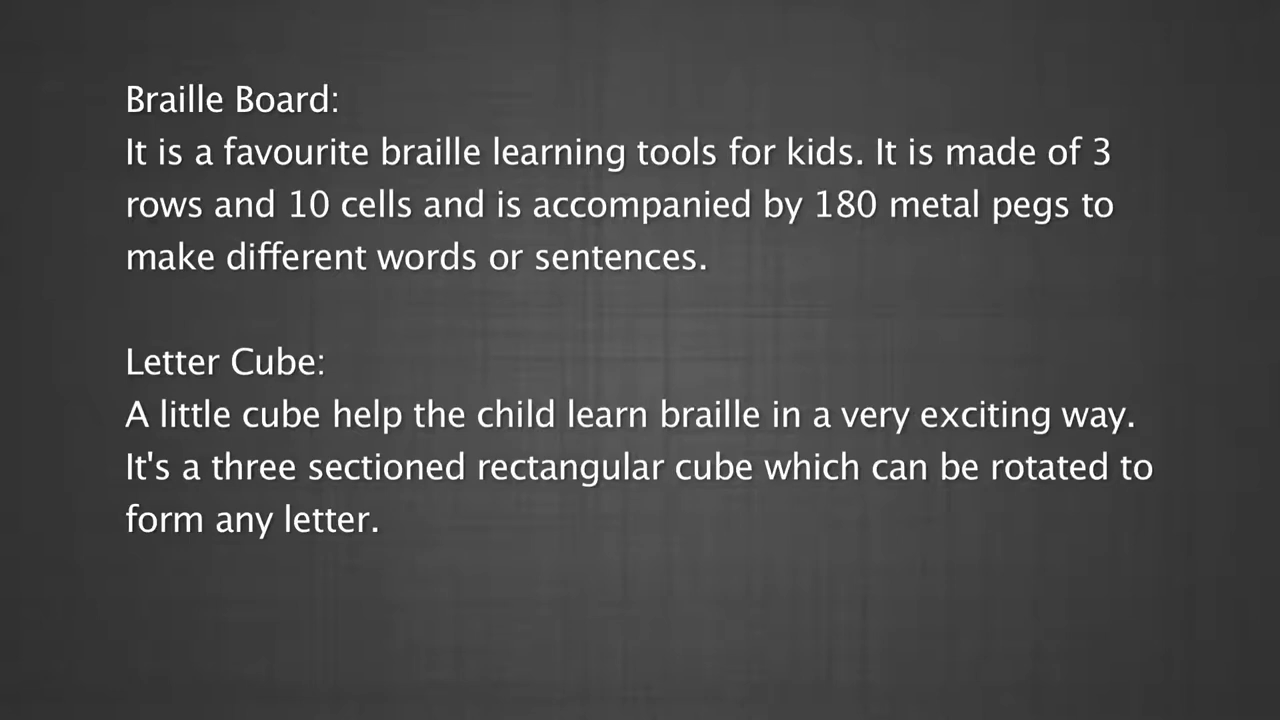 Braille Board:
It is a favourite braille learning tools for kids. It is made of 3
rows and 10 cells and is accompanied by 180 metal pegs to
make different words or sentences.
Letter Cube:
A little cube help the child learn braille in a very exciting way.
It's a three sectioned rectangular cube which can be rotated to
form any letter.